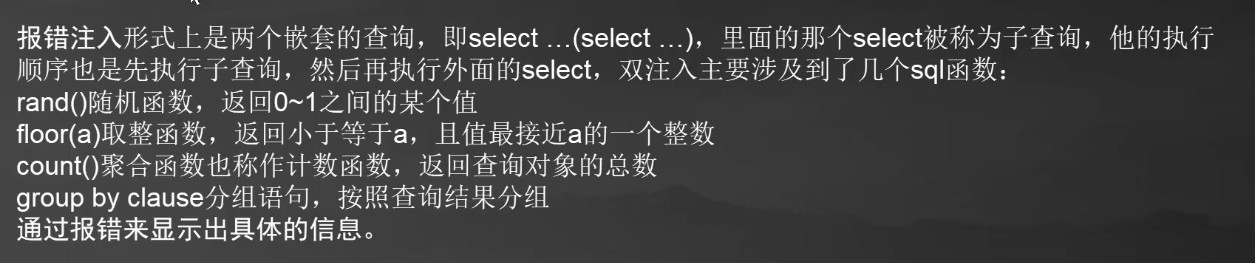 报错注入形式上是两个嵌套的查询，即select …(select …)，里面的那个select被称为子查询，他的执行
顺序也是先执行子查询，然后再执行外面的select，双注入主要涉及到了几个sql函数：
rand()随机函数，返回0~1之间的某个值
floor(a)取整函数，返回小于等于a，且值最接近a的一个整数
count()聚合函数也称作计数函数，返回查询对象的总数
group by clause分组语句，按照查询结果分组
通过报错来显示出具体的信息。